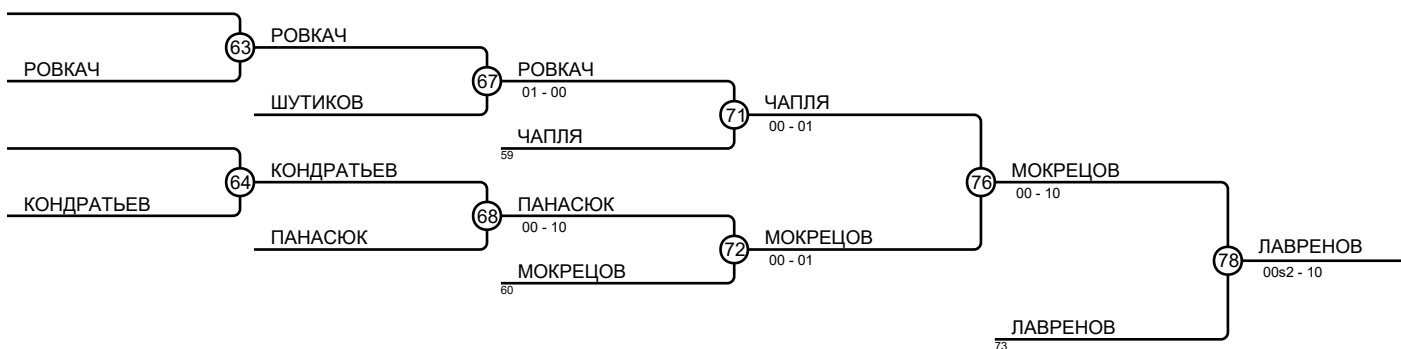 РОВКАЧ
63
РОВКАЧ
ШУТИКОВ
67
РОВКАЧ
01 - 00
ЧАПЛЯ
59
71
ЧАПЛЯ
00 - 01
КОНДРАТЬЕВ
64
КОНДРАТЬЕВ
ПАНАСЮК
68
ПАНАСЮК
00 - 10
МОКРЕЦОВ
60
72
МОКРЕЦОВ
00 - 01
76
МОКРЕЦОВ
00 - 10
ЛАВРЕНОВ
73
78
ЛАВРЕНОВ
00s2 - 10